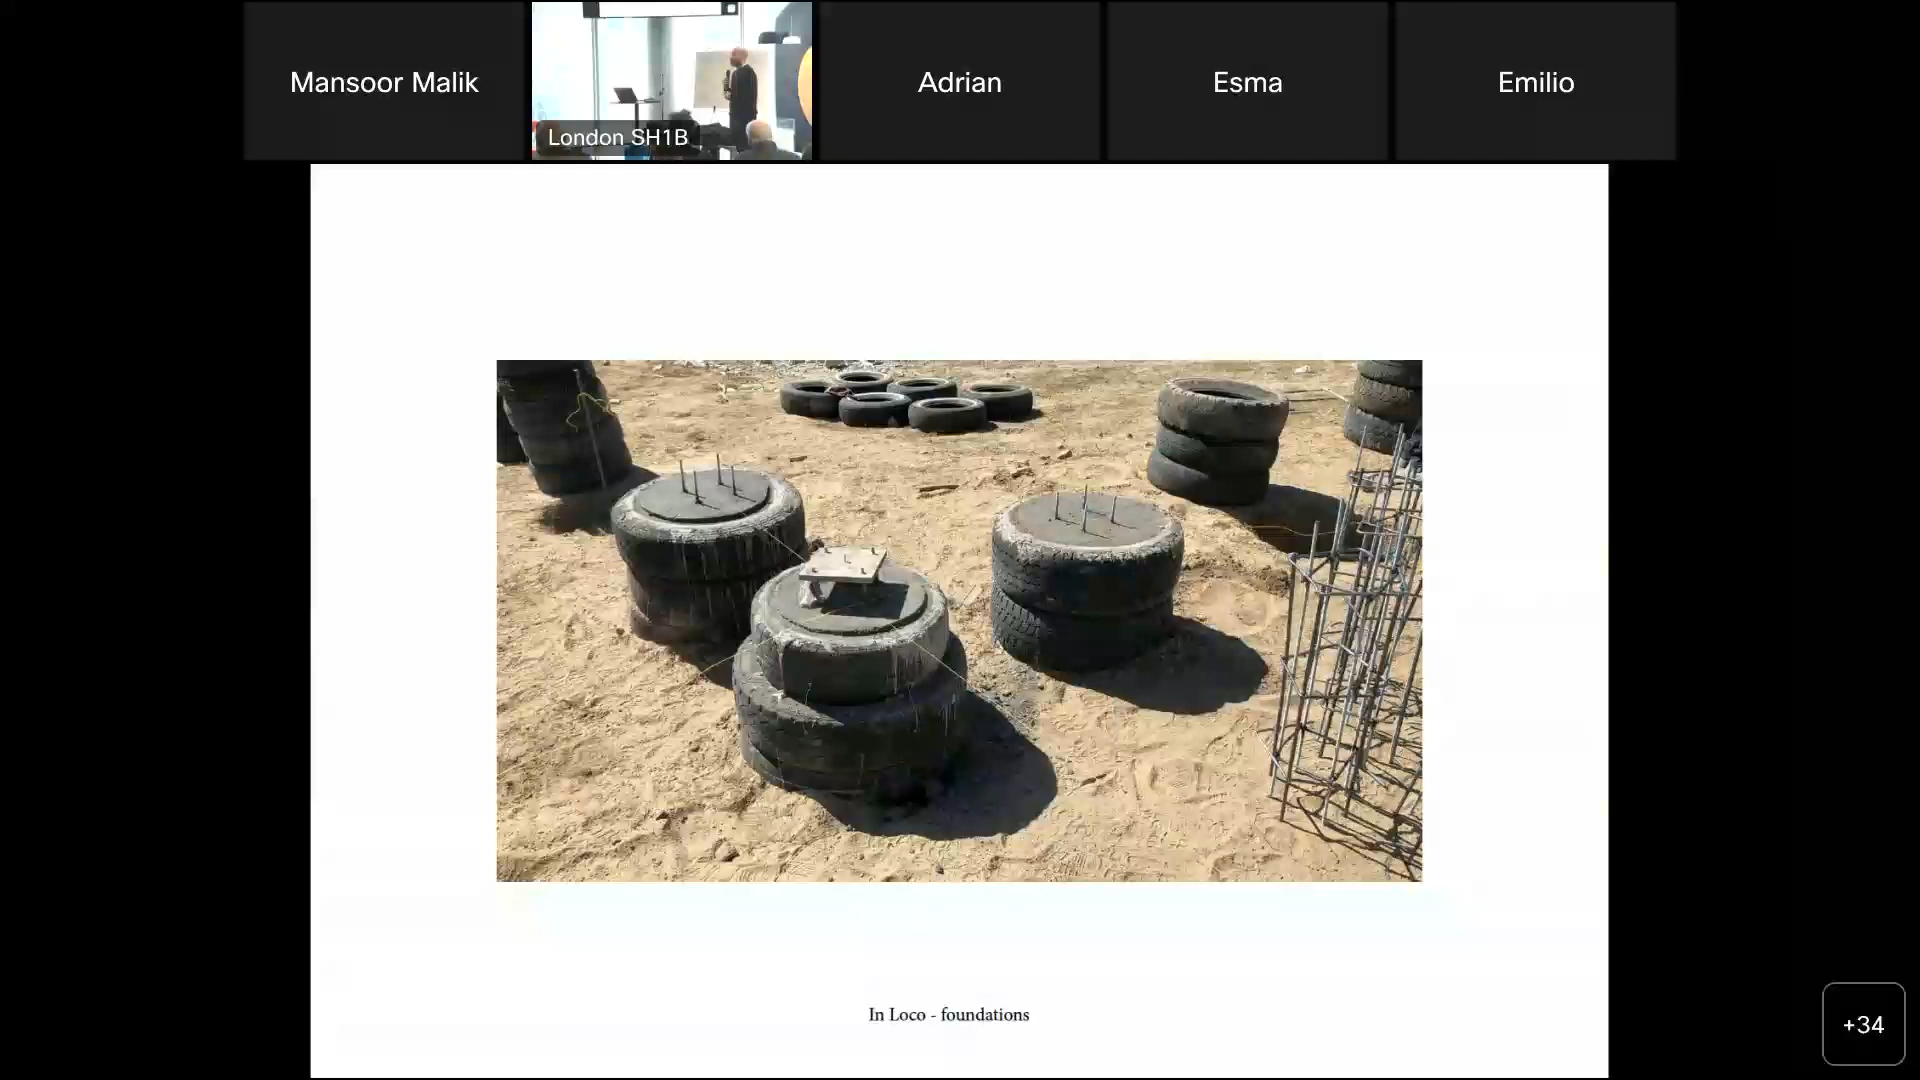 Mansoor Malik
London SH1B
Adrian
Esma
Emilio
In Loco - foundations
+34